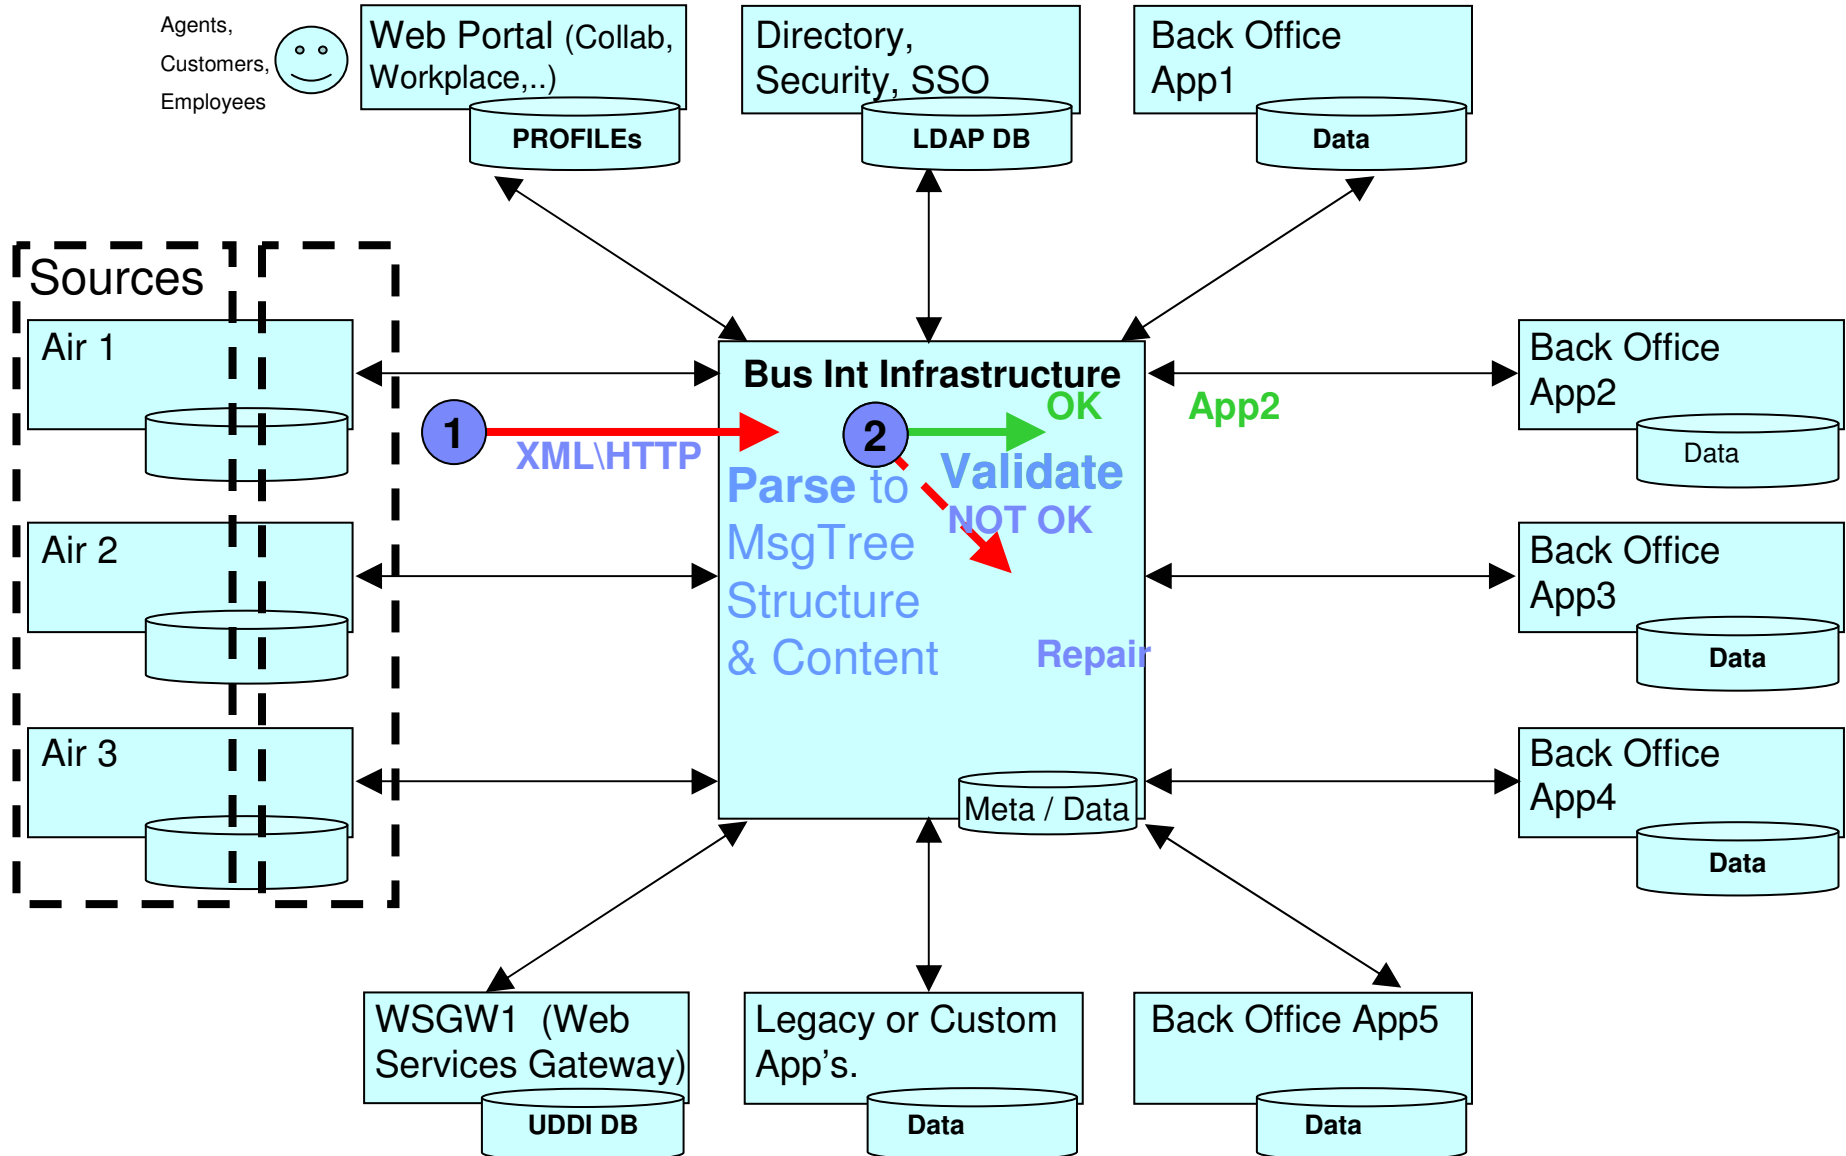 Agents,
Customers,
Employees
Web Portal (Collab,
Workplace,..)
PROFILEs
Directory,
Security, SSO
LDAP DB
Back Office
App1
Data
Sources
Air 1
Air 2
Air 3
1
XML\HTTP
Bus Int Infrastructure
2
OK
App2
Validate
NOT OK
Parse to
MsgTree
Structure
& Content
Repair
Meta / Data
Back Office
App2
Data
Back Office
App3
Data
Back Office
App4
Data
WSGW1 (Web
Services Gateway)
UDDI DB
Legacy or Custom
App's.
Data
Back Office App5
Data